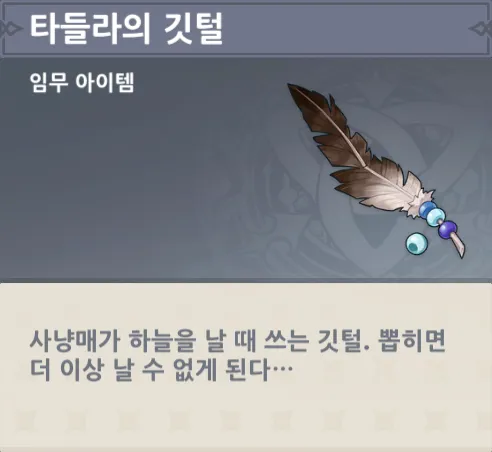 타들라의 깃털
임무 아이템
사냥매가 하늘을 날 때 쓰는 깃털. 뽑히면
더 이상 날 수 없게 된다…